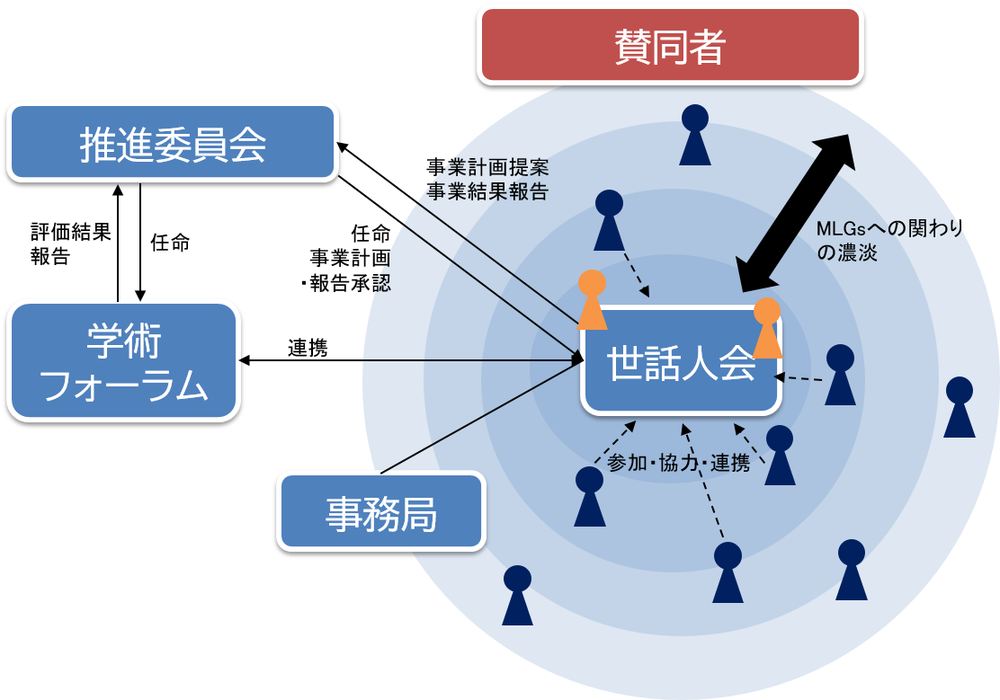 賛同者
推進委員会
事業計画提案
事業結果報告
評価結果
報告
任命
任命
事業計画
・報告承認
MLGsへの関わり
の濃淡
学術
フォーラム
連携
世話人会
参加・協力・連携
事務局